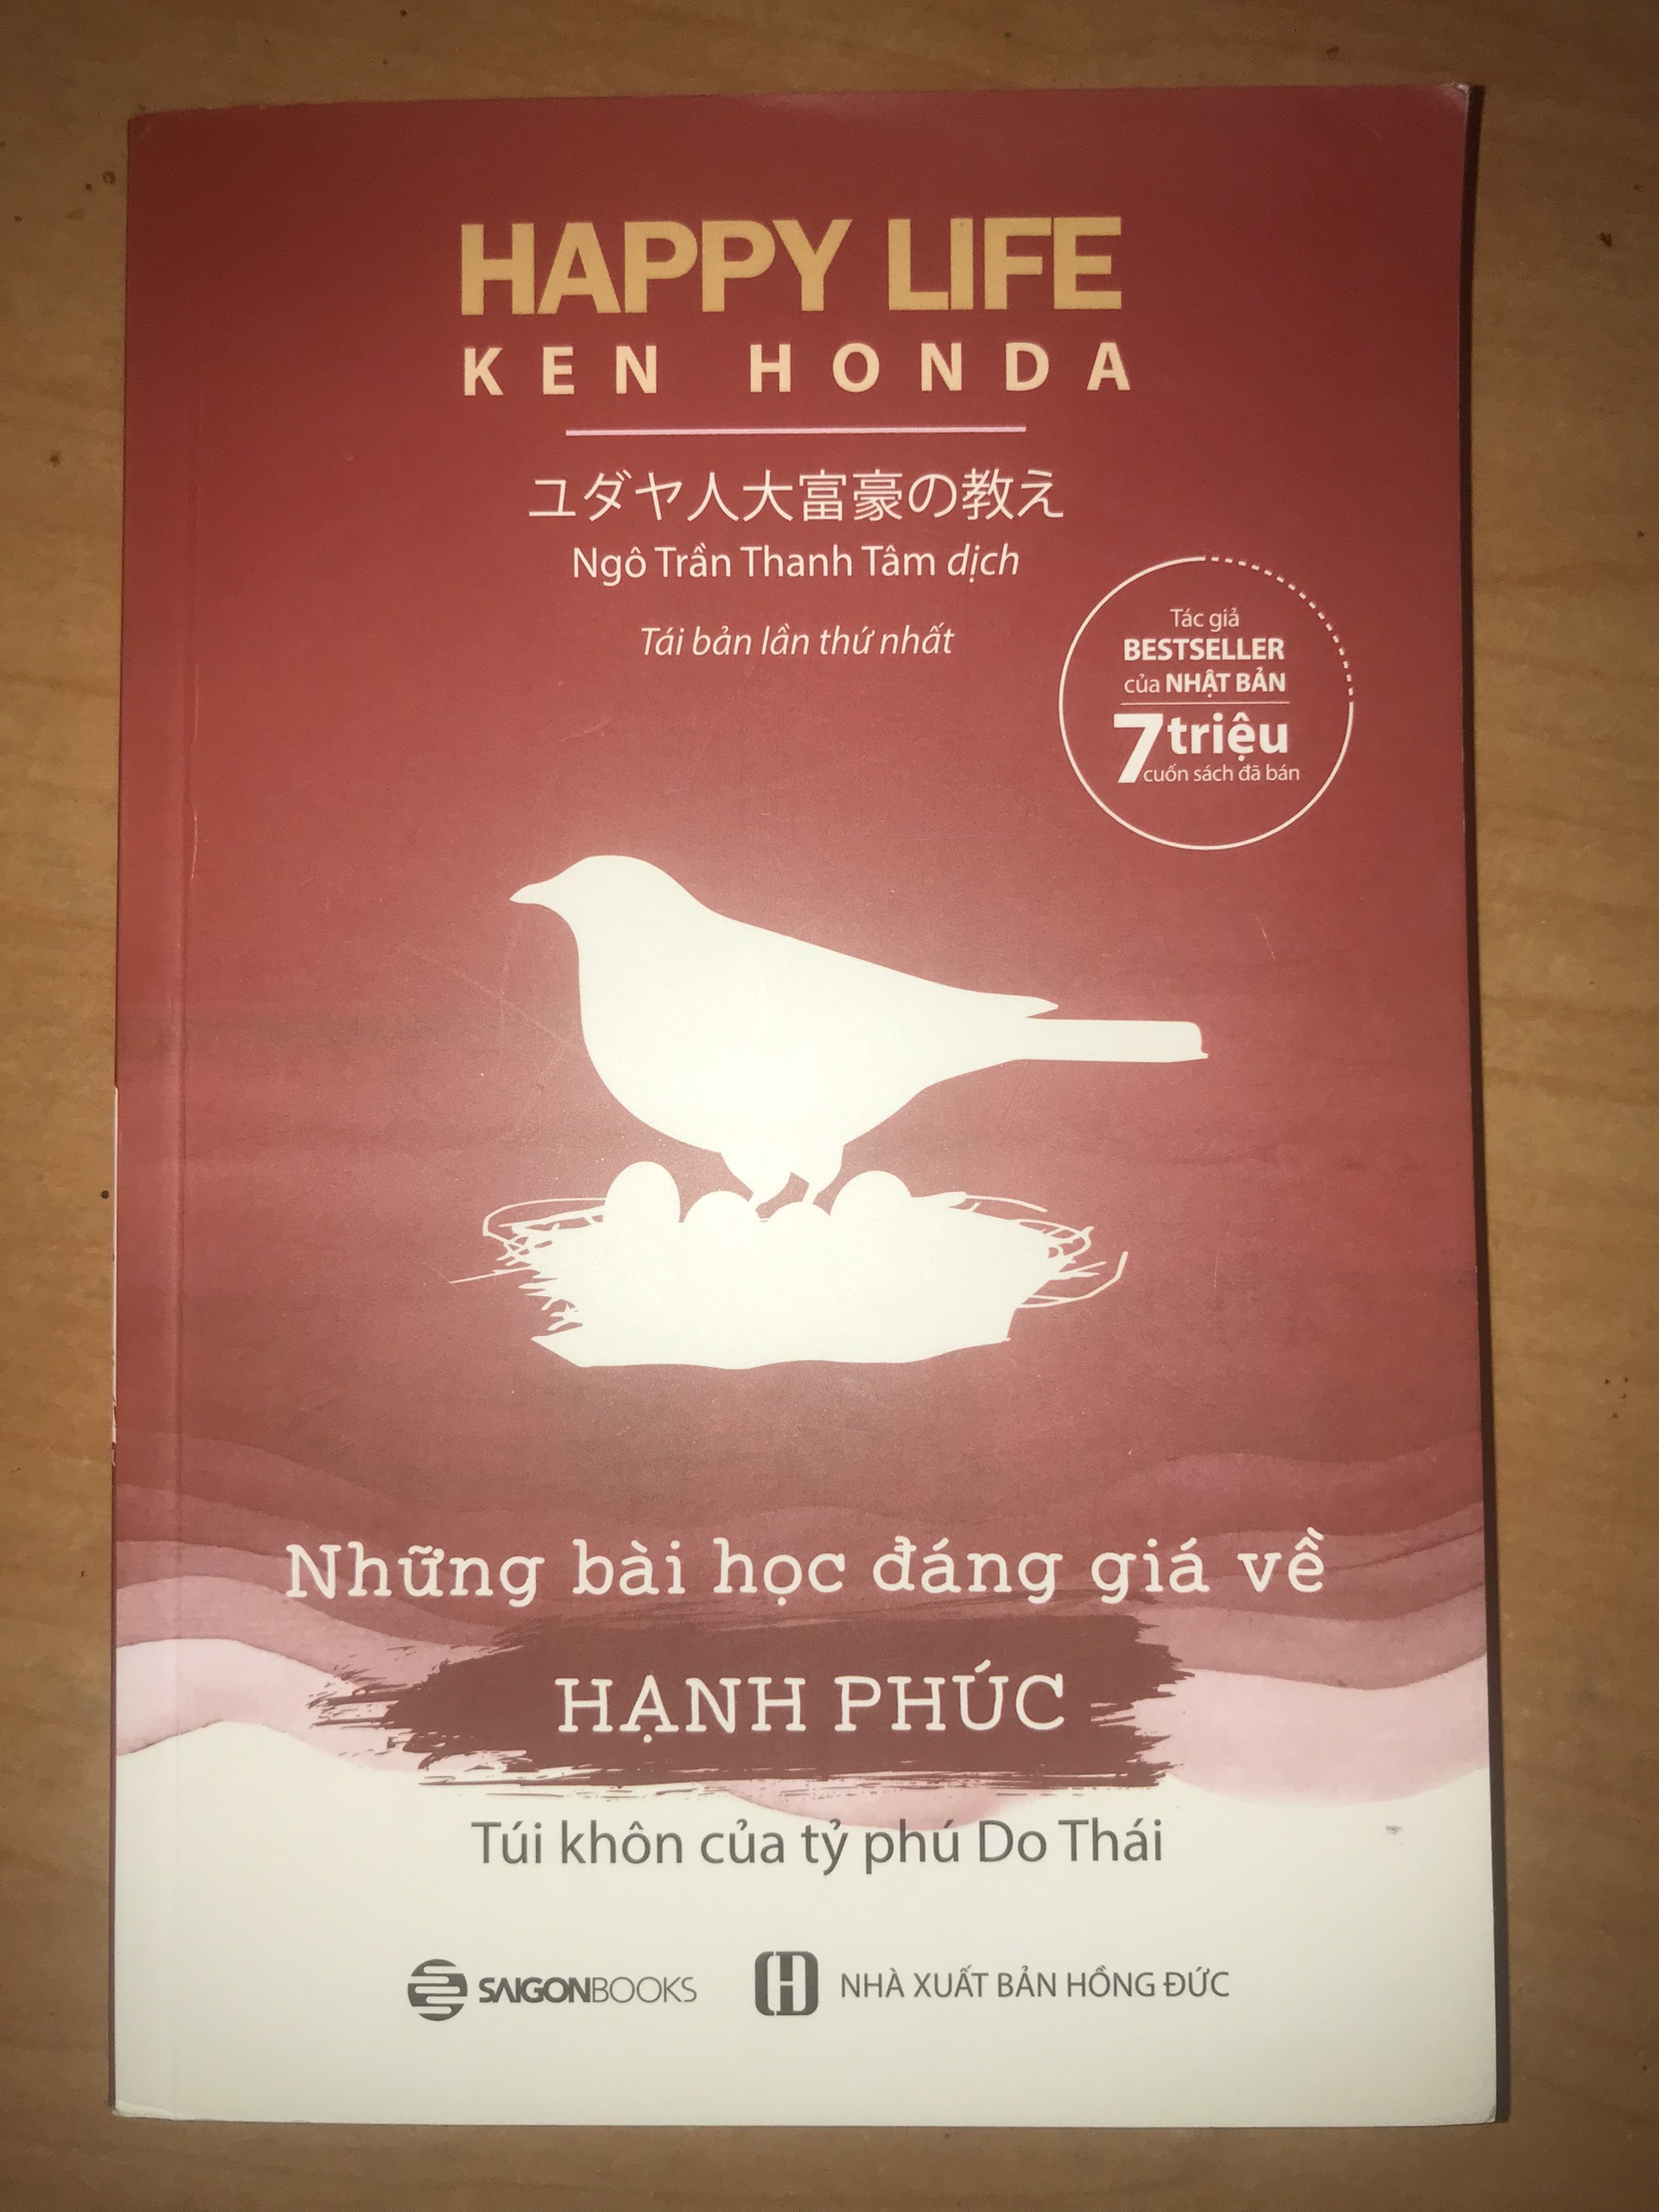 HAPPY LIFE
KEN HONDA
ユダヤ人大富豪の教え
Ngô Trần Thanh Tâm dịch
Tái bản lần thứ nhất
Tác giả
BESTSELLER
của NHẬT BẢN
7 triệu
cuốn sách đã bán
Những bài học đáng giá về
HẠNH PHÚC
Túi khôn của tỷ phú Do Thái
SAIGONBOOKS
NHÀ XUẤT BẢN HỒNG ĐỨC